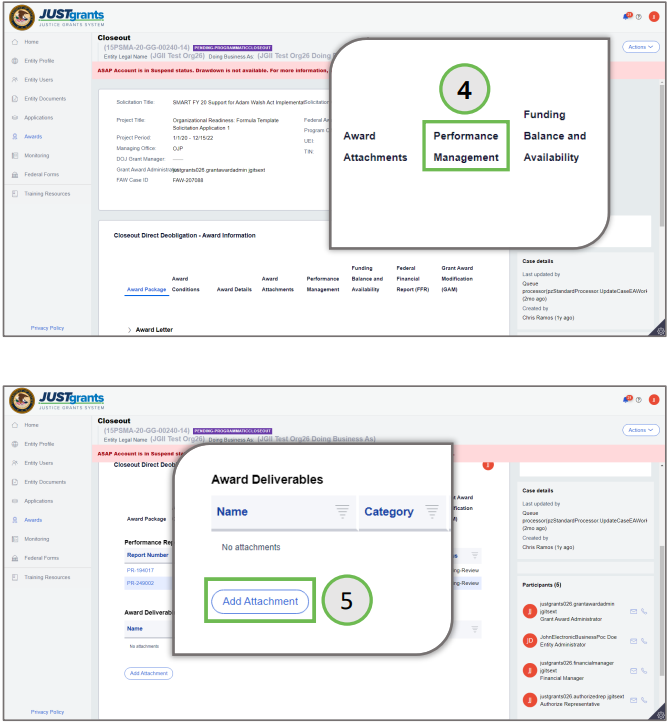 JUSTgrants
JUSTICE GRANTS SYSTEM
Home
Entity Profile
Entity Users
Entity Documents
Applications
Awards
Monitoring
Federal Forms
Training Resources
Privacy Policy
Closeout
(15PSMA-20-GG-00240-14) PENDING-PROGRAMMATICCLOSEOUT
Entity Legal Name (JGII Test Org26) Doing Business As: (JGII Test Org26 Doing
Actions
ASAP Account is in Suspend status. Drawdown is not available. For more information,
Solicitation Title: SMART FY 20 Support for Adam Walsh Act Implementat Solicitation
Project Title: Organizational Readiness: Formula Template
Solicitation Application 1
Federal Aw
Project Period: 1/1/20 - 12/15/22
Program O
Managing Office: OJP
UEI:
DOJ Grant Manager: ------
TIN:
Grant Award Administrator justgrants026.grantawardadmin jgitsext
FAW Case ID FAW-207088
4
Award
Attachments
Performance
Management
Funding
Balance and
Availability
Closeout Direct Deobligation - Award Information
Award Package
Award
Conditions
Award Details
Award
Attachments
Performance
Management
Funding
Balance and
Availability
Federal
Financial
Report (FFR)
Grant Award
Modification
(GAM)
Award Letter
Case details
Last updated by
Queue
processor|pzStandardProcessor.UpdateCaseEAWork
(2mo ago)
Created by
Chris Ramos (1y ago)
JUSTgrants
JUSTICE GRANTS SYSTEM
Home
Entity Profile
Entity Users
Entity Documents
Applications
Awards
Monitoring
Federal Forms
Training Resources
Privacy Policy
Closeout
(15PSMA-20-GG-00240-14) PENDING-PROGRAMMATICCLOSEOUT
Entity Legal Name (JGII Test Org26) Doing Business As: (JGII Test Org26 Doing Business As)
Actions
ASAP Account is in Suspend sta
Closeout Direct Deob
Award Package
Performance Rep
Report Number
PR-194017
PR-249002
ng-Review
ng-Review
Award Deliverab
Name
No attachments
Add Attachment
Award Deliverables
Name
Category
No attachments
Add Attachment
5
t Award
fication
Case details
Last updated by
Queue
processor|pzStandardProcessor.UpdateCaseEAWork
(2mo ago)
Created by
Chris Ramos (1y ago)
Participants (5)
justgrants026.grantawardadmin
jgitsext
Grant Award Administrator
JD
JohnElectronicBusinessPoc Doe
Entity Administrator
justgrants026.financialmanager
jgitsext
Financial Manager
justgrants026.authorizedrep jgitsext
Authorize Representative